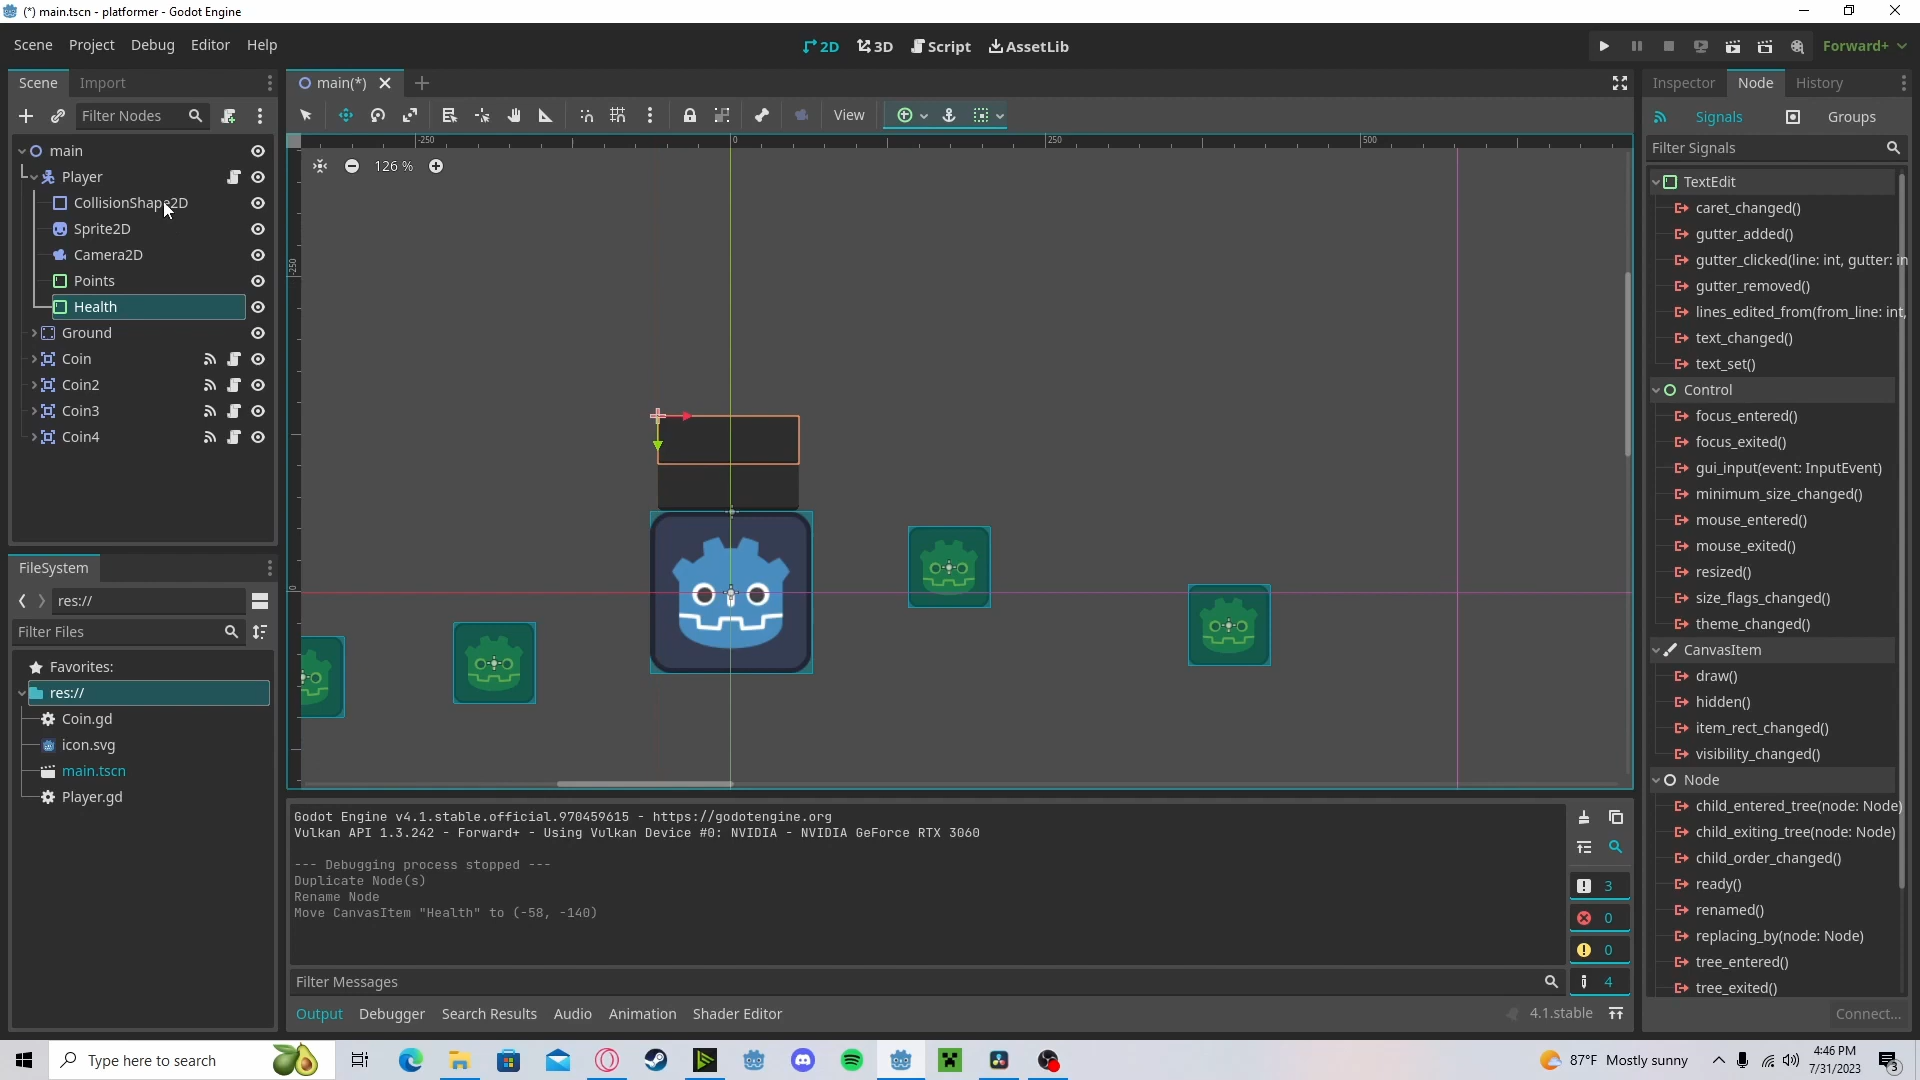 (*) main.tscn - platformer - Godot Engine
Scene Project Debug Editor Help
2D 3D Script AssetLib
Forward+
Scene Import
main(*)
Inspector Node History
Filter Nodes
View
Signals Groups
Filter Signals
-250 0 250 500
126 %
-250
0
main
Player
CollisionShape2D
Sprite2D
Camera2D
Points
Health
Ground
Coin
Coin2
Coin3
Coin4
FileSystem
res://
Filter Files
Favorites:
res://
Coin.gd
icon.svg
main.tscn
Player.gd
Godot Engine v4.1.stable.official.970459615 - https://godotengine.org
Vulkan API 1.3.242 - Forward+ - Using Vulkan Device #0: NVIDIA - NVIDIA GeForce RTX 3060
--- Debugging process stopped ---
Duplicate Node(s)
Rename Node
Move CanvasItem "Health" to (-58, -140)
3
0
0
4
Filter Messages
Output Debugger Search Results Audio Animation Shader Editor
4.1.stable
TextEdit
caret_changed()
gutter_added()
gutter_clicked(line: int, gutter: in
gutter_removed()
lines_edited_from(from_line: int,
text_changed()
text_set()
Control
focus_entered()
focus_exited()
gui_input(event: InputEvent)
minimum_size_changed()
mouse_entered()
mouse_exited()
resized()
size_flags_changed()
theme_changed()
CanvasItem
draw()
hidden()
item_rect_changed()
visibility_changed()
Node
child_entered_tree(node: Node)
child_exiting_tree(node: Node)
child_order_changed()
ready()
renamed()
replacing_by(node: Node)
tree_entered()
tree_exited()
Connect...
Type here to search
87°F Mostly sunny
4:46 PM
7/31/2023
3